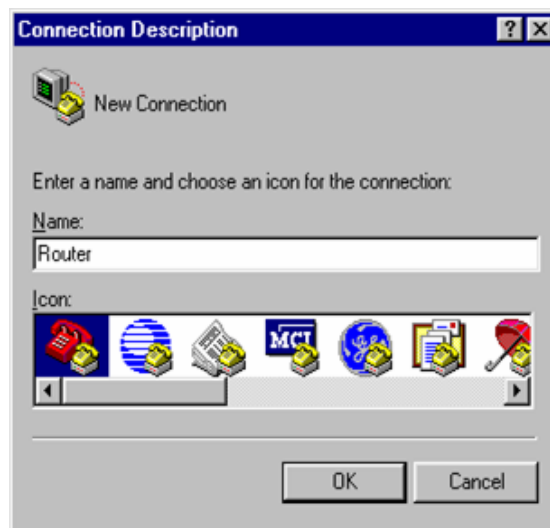 Connection Description
New Connection
Enter a name and choose an icon for the connection:
Name:
Router
Icon:
MCI
OK Cancel